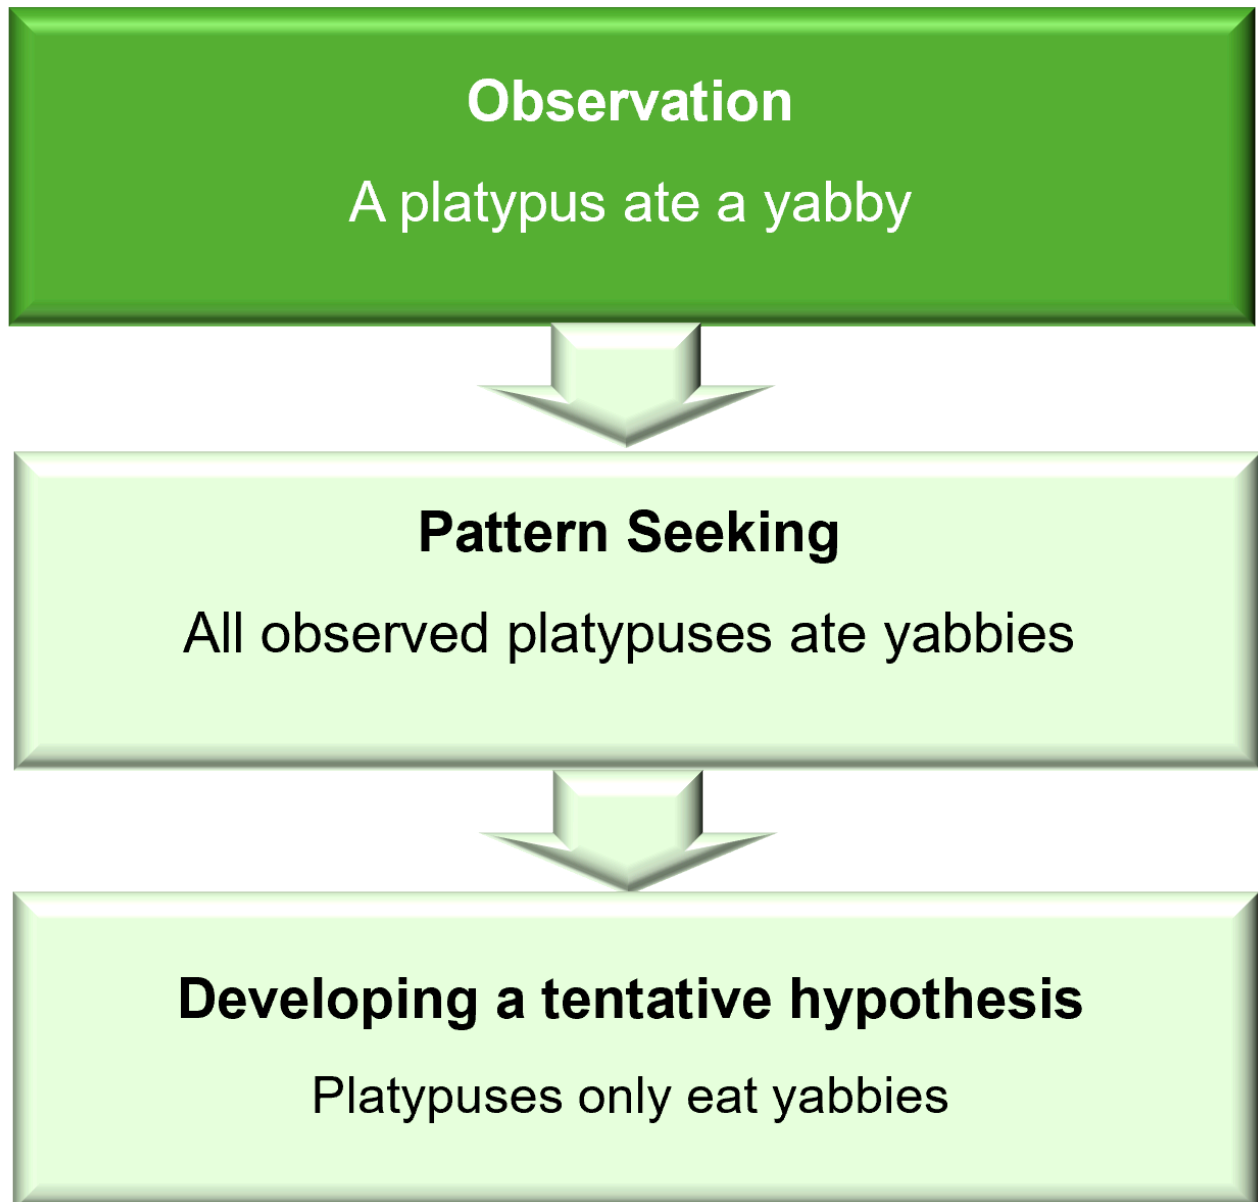 Observation
A platypus ate a yabby
Pattern Seeking
All observed platypuses ate yabbies
Developing a tentative hypothesis
Platypuses only eat yabbies